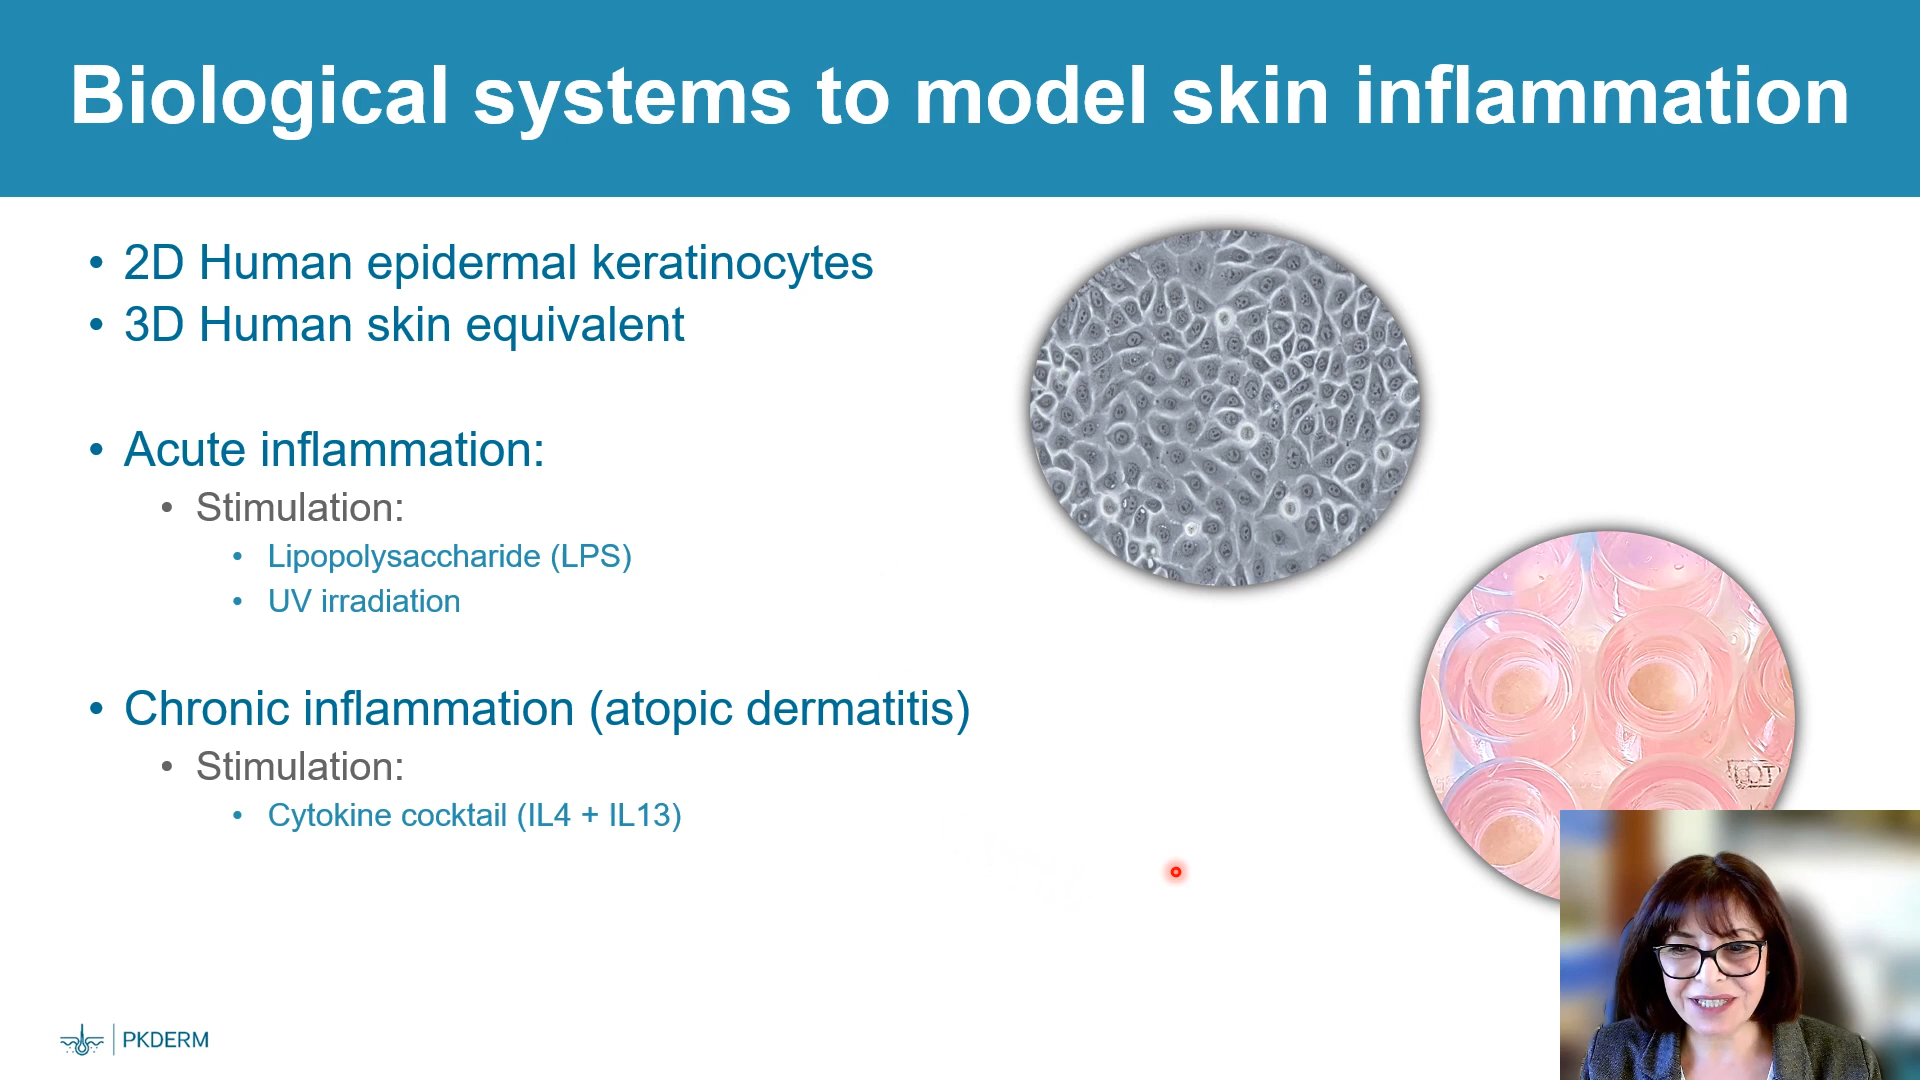 Biological systems to model skin inflammation
• 2D Human epidermal keratinocytes
• 3D Human skin equivalent
• Acute inflammation:
• Stimulation:
• Lipopolysaccharide (LPS)
• UV irradiation
• Chronic inflammation (atopic dermatitis)
• Stimulation:
• Cytokine cocktail (IL4 + IL13)
PKDERM